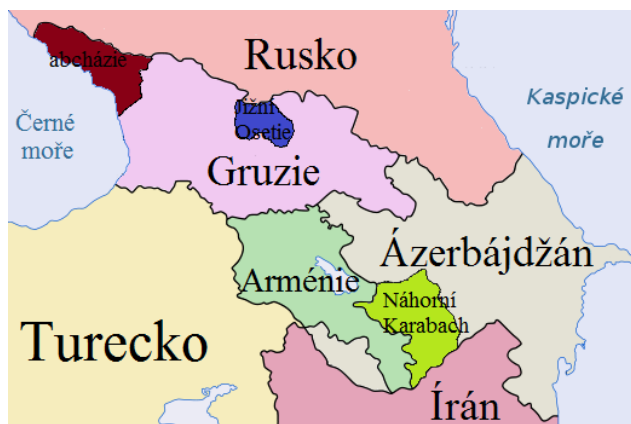 abcházie
Rusko
Jižní
Osetie
Kaspické
moře
Černé
moře
Gruzie
Ázerbájdžán
Arménie
Náhorní
Karabach
Turecko
Írán